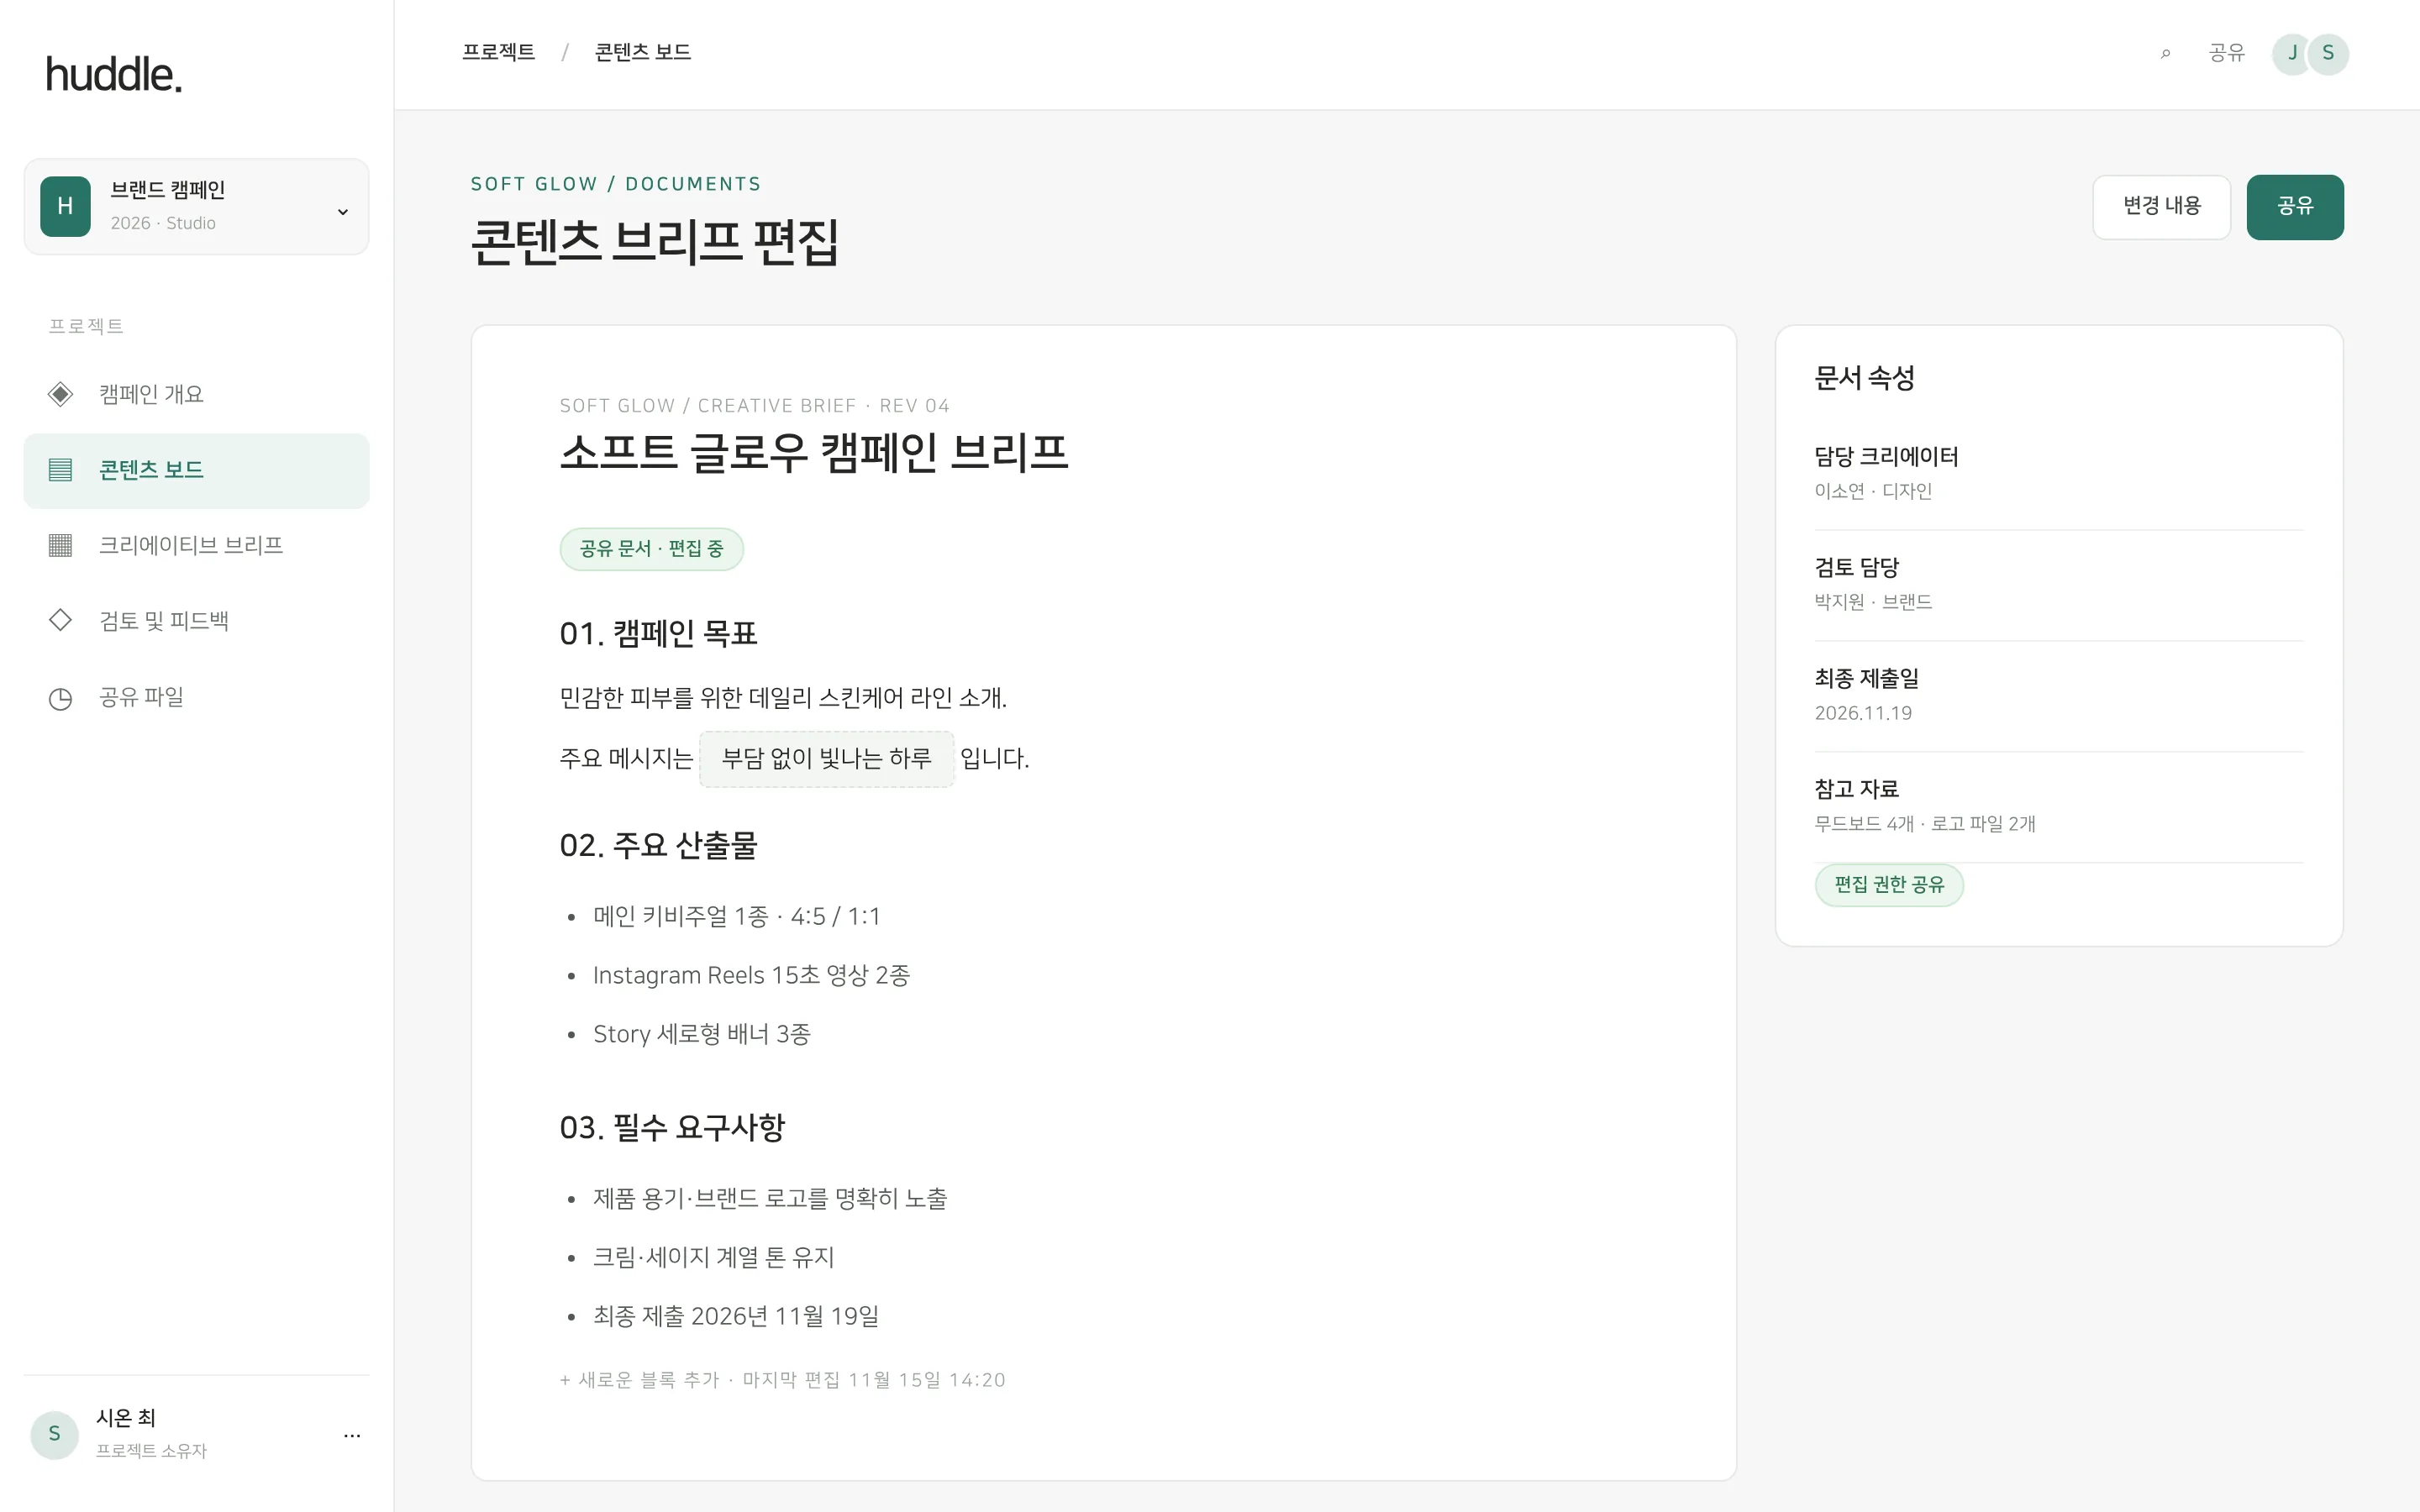 huddle.
H
브랜드 캠페인
2026 · Studio
프로젝트
캠페인 개요
콘텐츠 보드
크리에이티브 브리프
검토 및 피드백
공유 파일
S
시온 최
프로젝트 소유자
...
프로젝트 / 콘텐츠 보드
공유
J
S
SOFT GLOW / DOCUMENTS
콘텐츠 브리프 편집
변경 내용
공유
SOFT GLOW / CREATIVE BRIEF · REV 04
소프트 글로우 캠페인 브리프
공유 문서 · 편집 중
01. 캠페인 목표
민감한 피부를 위한 데일리 스킨케어 라인 소개.
주요 메시지는 부담 없이 빛나는 하루 입니다.
02. 주요 산출물
• 메인 키비주얼 1종 · 4:5 / 1:1
• Instagram Reels 15초 영상 2종
• Story 세로형 배너 3종
03. 필수 요구사항
• 제품 용기·브랜드 로고를 명확히 노출
• 크림·세이지 계열 톤 유지
• 최종 제출 2026년 11월 19일
+ 새로운 블록 추가 · 마지막 편집 11월 15일 14:20
문서 속성
담당 크리에이터
이소연 · 디자인
검토 담당
박지원 · 브랜드
최종 제출일
2026.11.19
참고 자료
무드보드 4개 · 로고 파일 2개
편집 권한 공유